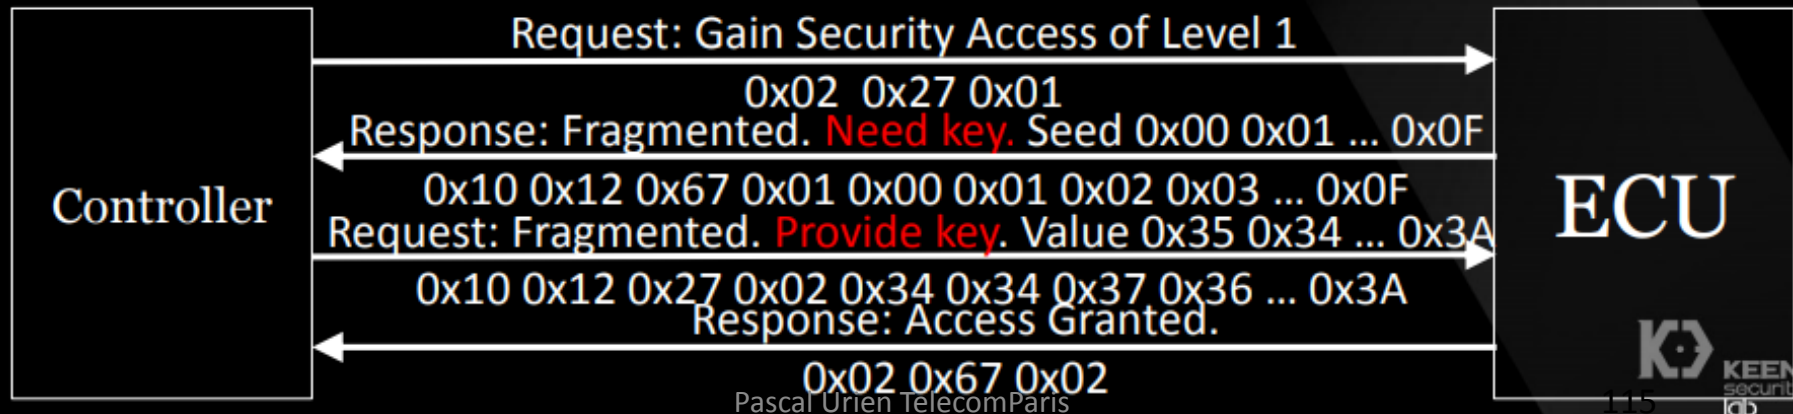 Request: Gain Security Access of Level 1
0x02 0x27 0x01
Response: Fragmented. Need key. Seed 0x00 0x01 ... 0x0F
0x10 0x12 0x67 0x01 0x00 0x01 0x02 0x03 ... 0x0F
Controller
ECU
Request: Fragmented. Provide key. Value 0x35 0x34 ... 0x3A
0x10 0x12 0x27 0x02 0x34 0x34 0x37 0x36 ... 0x3A
Response: Access Granted.
0x02 0x67 0x02
KEEN
security
lab
Pascal Urien TelecomParis
115